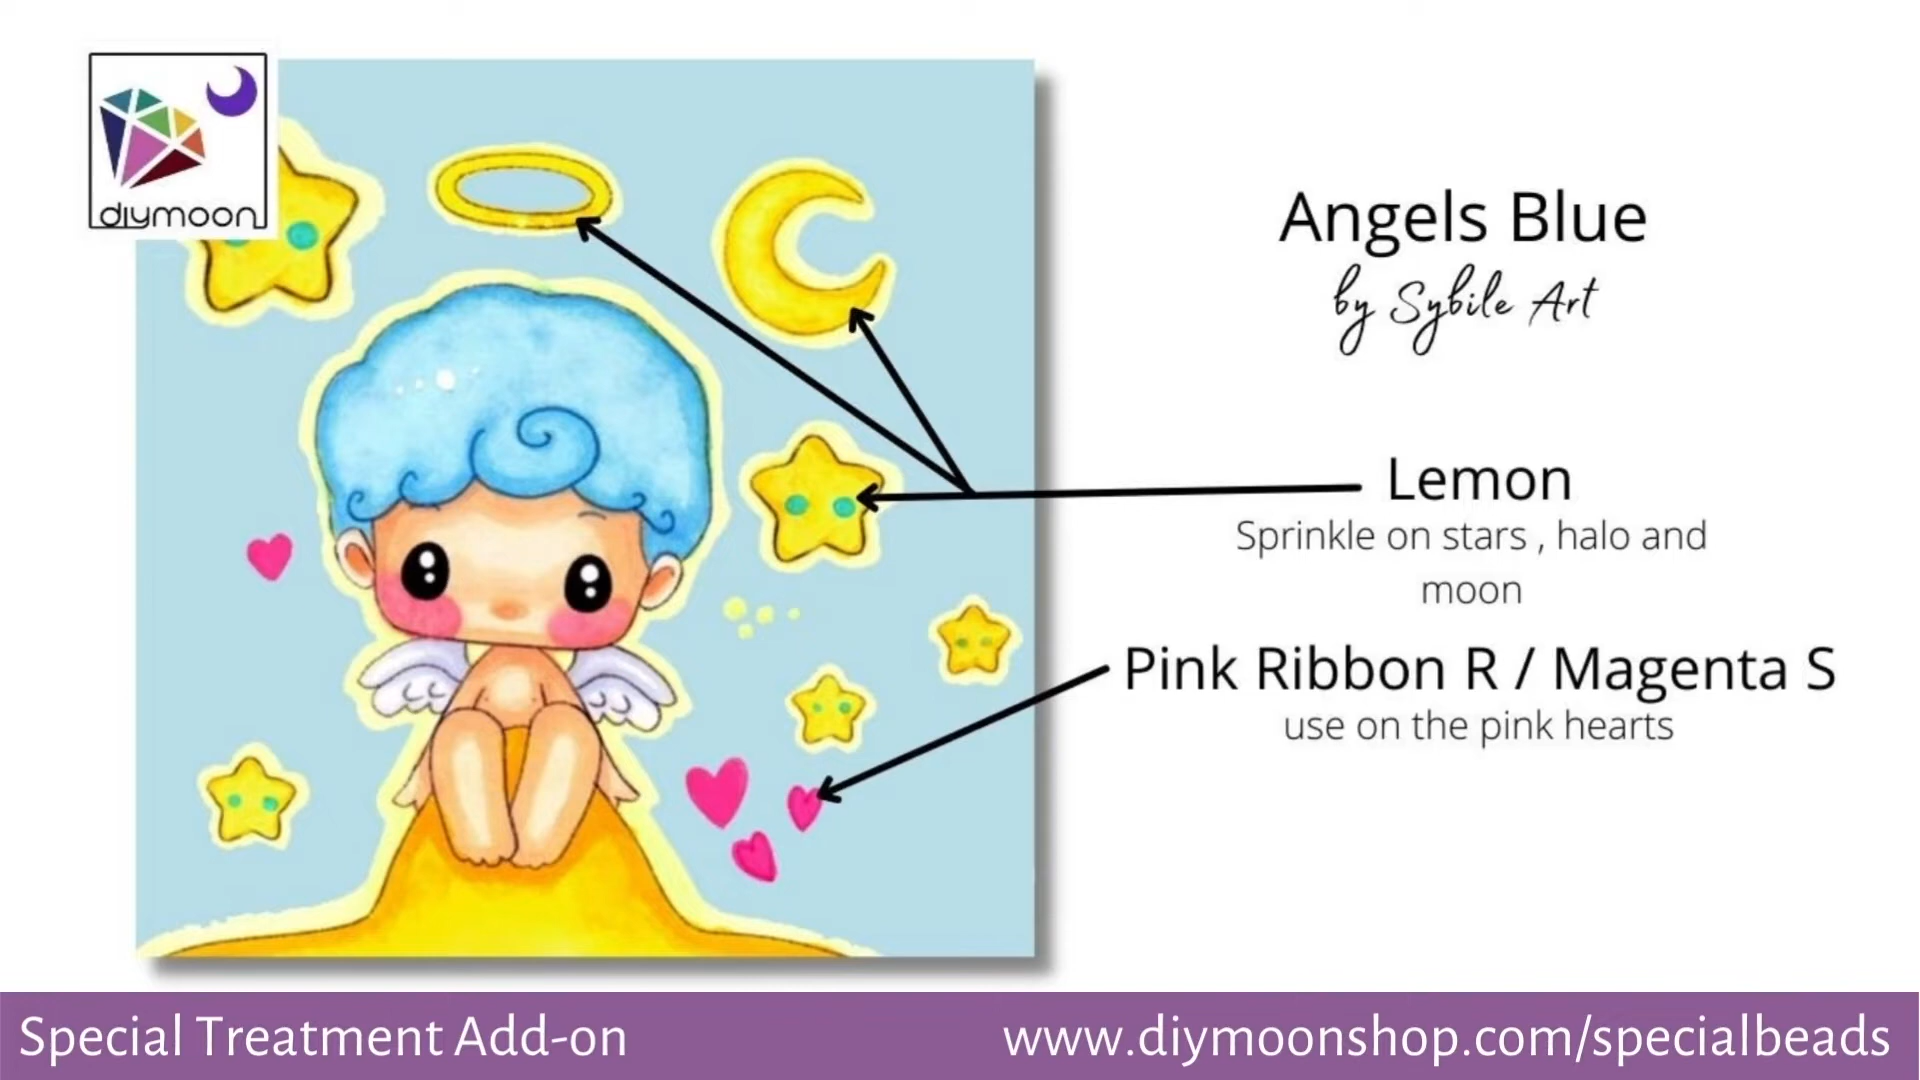 diymoon
Angels Blue
by Sybile Art
Lemon
Sprinkle on stars , halo and
moon
Pink Ribbon R / Magenta S
use on the pink hearts
Special Treatment Add-on
www.diymoonshop.com/specialbeads